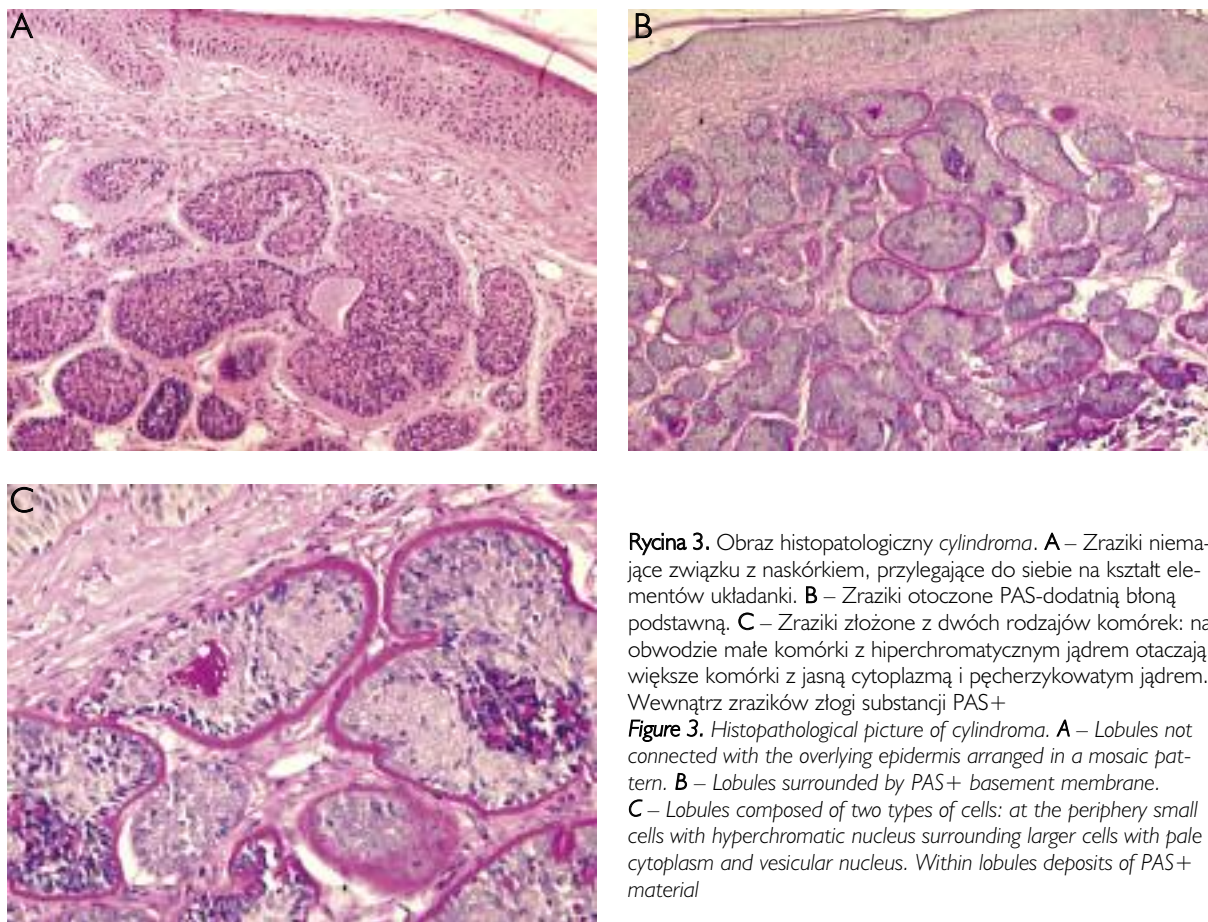 A
B
C
Rycina 3. Obraz histopatologiczny cylindroma. A – Zraziki niema-
jące związku z naskórkiem, przylegające do siebie na kształt ele-
mentów układanki. B – Zraziki otoczone PAS-dodatnią błoną
podstawną. C – Zraziki złożone z dwóch rodzajów komórek: na
obwodzie małe komórki z hiperchromatycznym jądrem otaczają
większe komórki z jasną cytoplazmą i pęcherzykowatym jądrem.
Wewnątrz zrazików złogi substancji PAS+
Figure 3. Histopathological picture of cylindroma. A – Lobules not
connected with the overlying epidermis arranged in a mosaic pat-
tern. B – Lobules surrounded by PAS+ basement membrane.
C – Lobules composed of two types of cells: at the periphery small
cells with hyperchromatic nucleus surrounding larger cells with pale
cytoplasm and vesicular nucleus. Within lobules deposits of PAS+
material